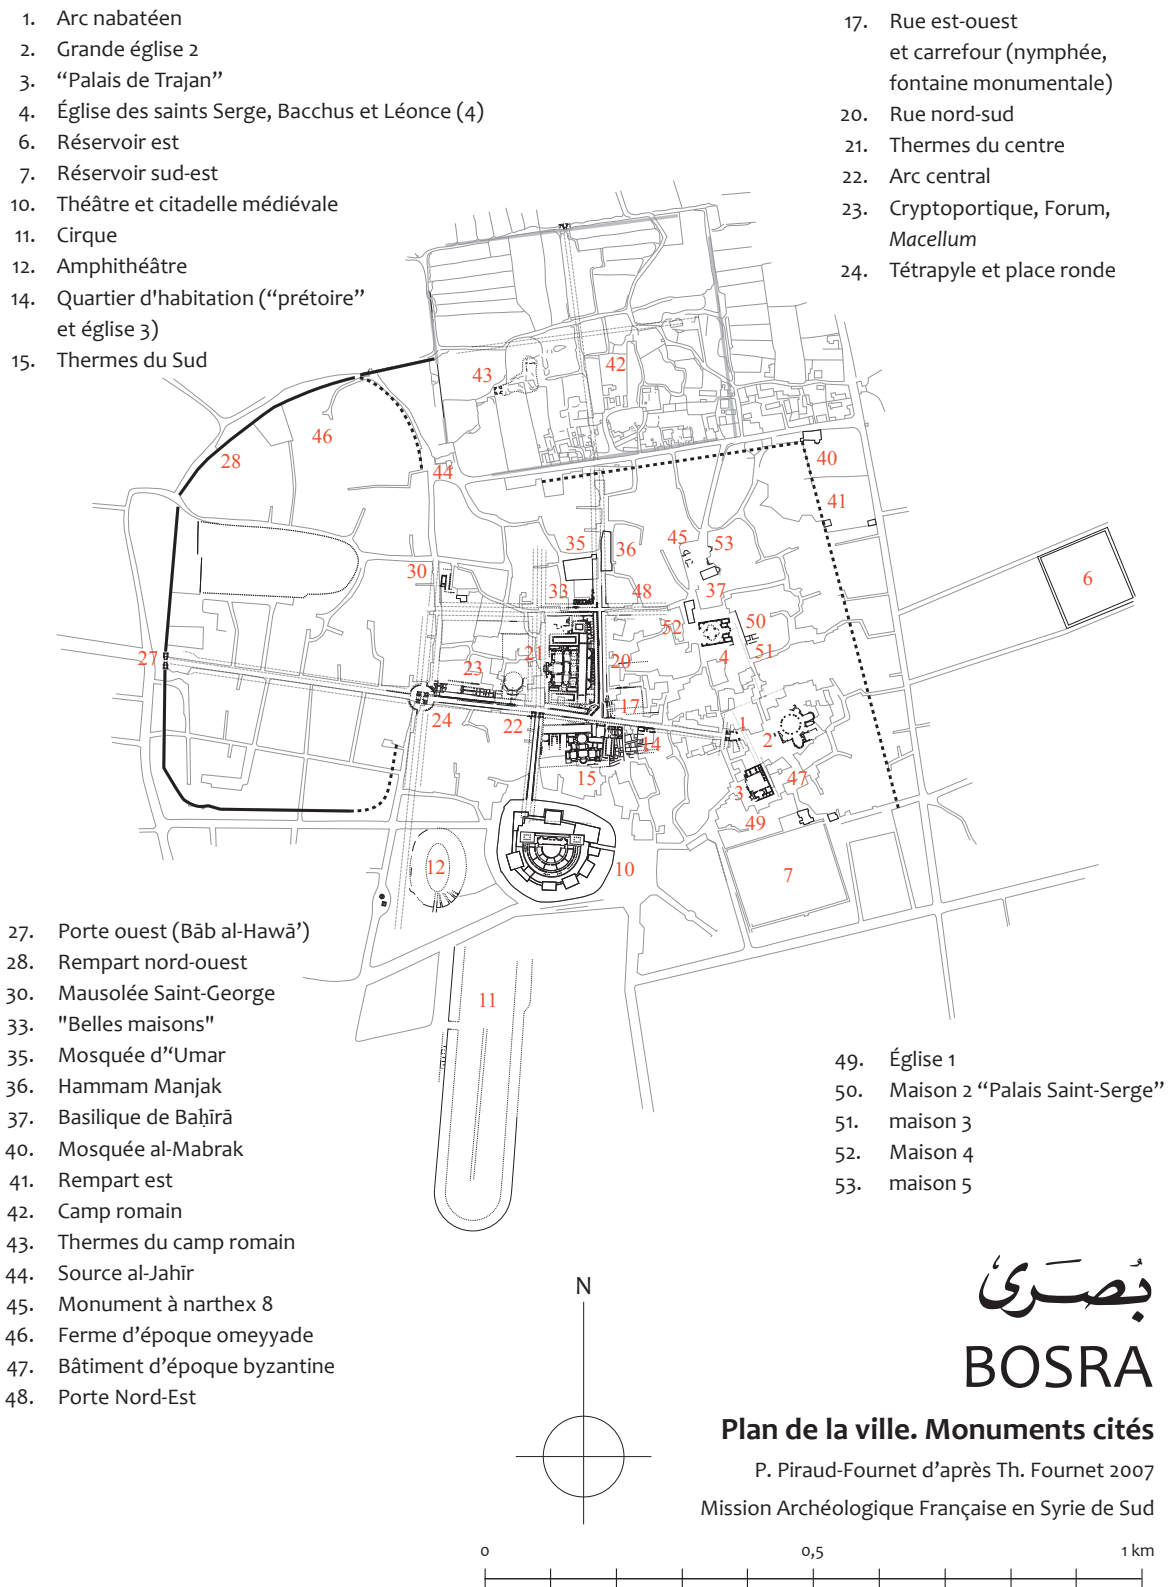 1. Arc nabatéen
2. Grande église 2
3. “Palais de Trajan”
4. Église des saints Serge, Bacchus et Léonce (4)
6. Réservoir est
7. Réservoir sud-est
10. Théâtre et citadelle médiévale
11. Cirque
12. Amphithéâtre
14. Quartier d'habitation (“prétoire”
et église 3)
15. Thermes du Sud
17. Rue est-ouest
et carrefour (nymphée,
fontaine monumentale)
20. Rue nord-sud
21. Thermes du centre
22. Arc central
23. Cryptoportique, Forum,
Macellum
24. Tétrapyle et place ronde
42
43
46
28
44
40
41
45
53
35
36
6
30
33
48
37
52
50
51
4
27
21
20
23
24
22
17
14
1
2
15
3
47
49
12
10
7
11
27. Porte ouest (Bāb al-Hawā’)
28. Rempart nord-ouest
30. Mausolée Saint-George
33. "Belles maisons"
35. Mosquée d’‘Umar
36. Hammam Manjak
37. Basilique de Baḥīrā
40. Mosquée al-Mabrak
41. Rempart est
42. Camp romain
43. Thermes du camp romain
44. Source al-Jahīr
45. Monument à narthex 8
46. Ferme d’époque omeyyade
47. Bâtiment d’époque byzantine
48. Porte Nord-Est
49. Église 1
50. Maison 2 “Palais Saint-Serge”
51. maison 3
52. Maison 4
53. maison 5
N
بُصَرىٰ
BOSRA
Plan de la ville. Monuments cités
P. Piraud-Fournet d’après Th. Fournet 2007
Mission Archéologique Française en Syrie de Sud
0 0,5 1 km